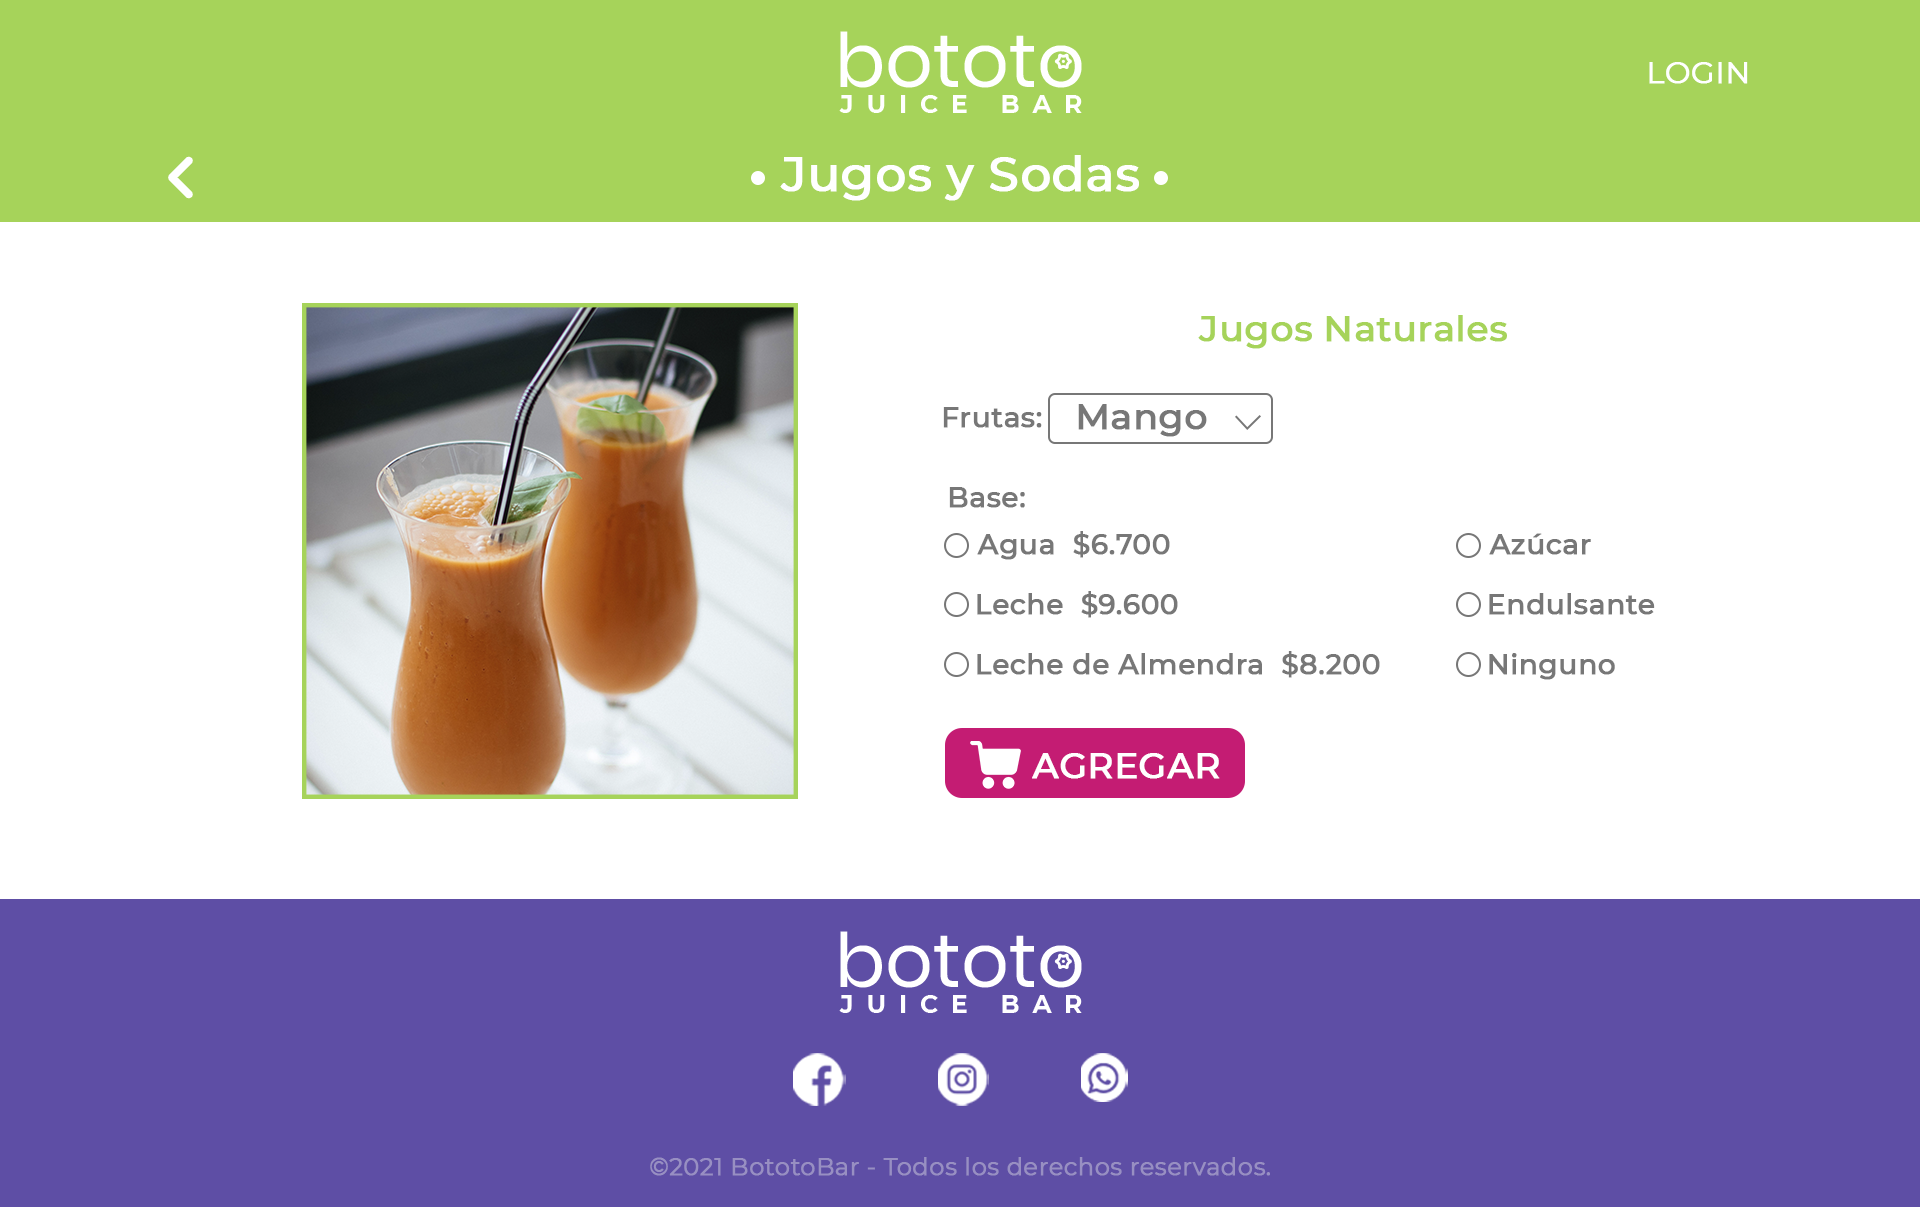 bototo
JUICE BAR
LOGIN
• Jugos y Sodas •
Jugos Naturales
Frutas: Mango
Base:
Agua $6.700
Azúcar
Leche $9.600
Endulsante
Leche de Almendra $8.200
Ninguno
AGREGAR
bototo
JUICE BAR
©2021 BototoBar - Todos los derechos reservados.